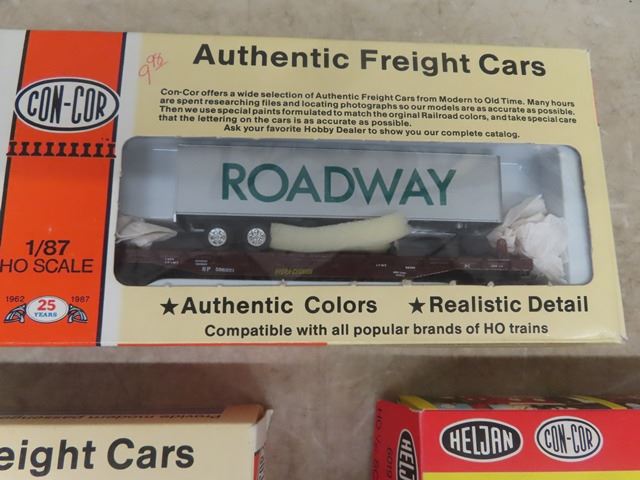 9.98
Authentic Freight Cars
CON-COR
Con-Cor offers a wide selection of Authentic Freight Cars from Modern to Old Time. Many hours
are spent researching files and locating photographs so our models are as accurate as possible.
Then we use special paints formulated to match the orginal Railroad colors, and take special care
that the lettering on the cars is as accurate as possible.
Ask your favorite Hobby Dealer to show you our complete catalog.
ROADWAY
1/87
HO SCALE
1962 25 YEARS 1987
HYDRA-CUSHION
★Authentic Colors ★Realistic Detail
Compatible with all popular brands of HO trains
eight Cars
HELJAN CON-COR